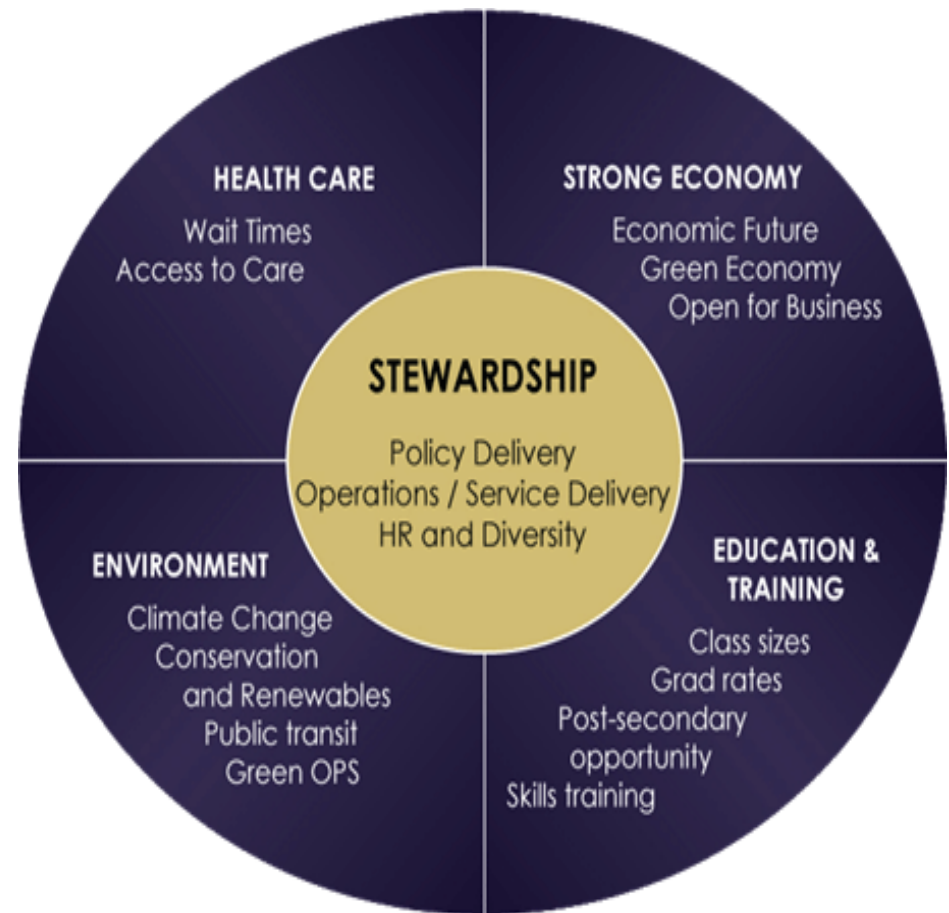 HEALTH CARE
Wait Times
Access to Care
STRONG ECONOMY
Economic Future
Green Economy
Open for Business
STEWARDSHIP
Policy Delivery
Operations / Service Delivery
HR and Diversity
ENVIRONMENT
Climate Change
Conservation
and Renewables
Public transit
Green OPS
EDUCATION &
TRAINING
Class sizes
Grad rates
Post-secondary
opportunity
Skills training